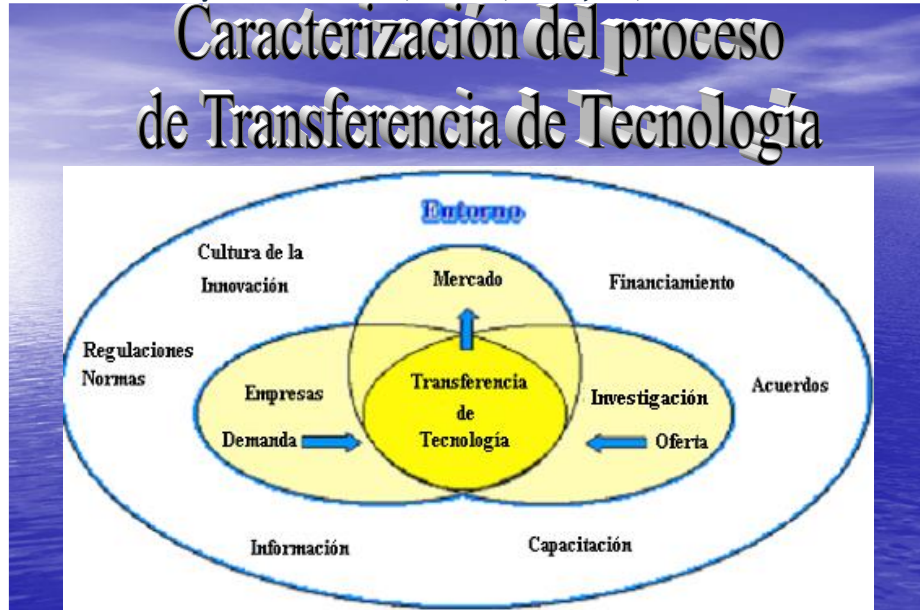 Caracterización del proceso
de Transferencia de Tecnología
Entorno
Cultura de la
Innovación
Mercado
Financiamiento
Regulaciones
Normas
Empresas
Transferencia
de
Tecnología
Investigación
Acuerdos
Demanda
Oferta
Información
Capacitación